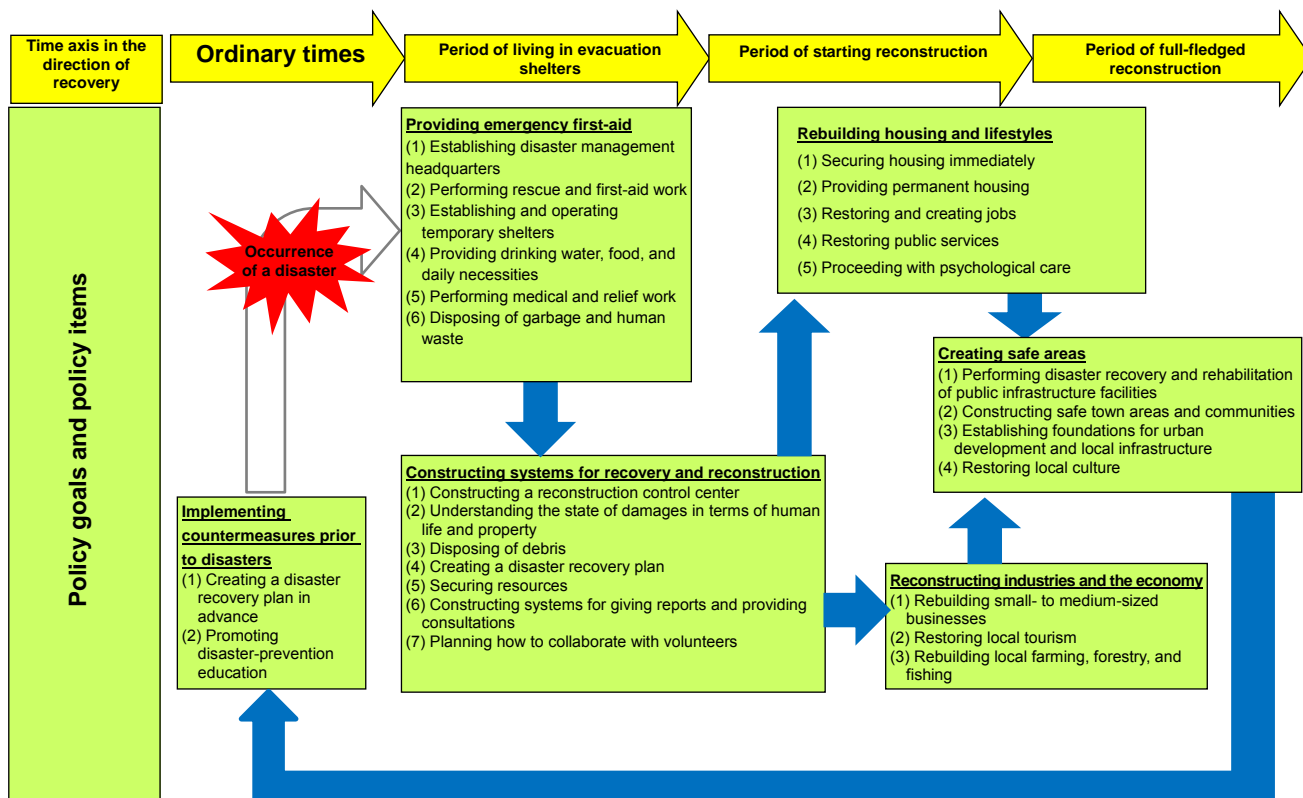 Time axis in the
direction of
recovery
Ordinary times
Period of living in evacuation
shelters
Period of starting reconstruction
Period of full-fledged
reconstruction
Policy goals and policy items
Occurrence
of a disaster
Implementing
countermeasures prior
to disasters
(1) Creating a disaster
recovery plan in
advance
(2) Promoting
disaster-prevention
education
Providing emergency first-aid
(1) Establishing disaster management
headquarters
(2) Performing rescue and first-aid work
(3) Establishing and operating
temporary shelters
(4) Providing drinking water, food, and
daily necessities
(5) Performing medical and relief work
(6) Disposing of garbage and human
waste
Constructing systems for recovery and reconstruction
(1) Constructing a reconstruction control center
(2) Understanding the state of damages in terms of human
life and property
(3) Disposing of debris
(4) Creating a disaster recovery plan
(5) Securing resources
(6) Constructing systems for giving reports and providing
consultations
(7) Planning how to collaborate with volunteers
Rebuilding housing and lifestyles
(1) Securing housing immediately
(2) Providing permanent housing
(3) Restoring and creating jobs
(4) Restoring public services
(5) Proceeding with psychological care
Creating safe areas
(1) Performing disaster recovery and rehabilitation
of public infrastructure facilities
(2) Constructing safe town areas and communities
(3) Establishing foundations for urban
development and local infrastructure
(4) Restoring local culture
Reconstructing industries and the economy
(1) Rebuilding small- to medium-sized
businesses
(2) Restoring local tourism
(3) Rebuilding local farming, forestry, and
fishing